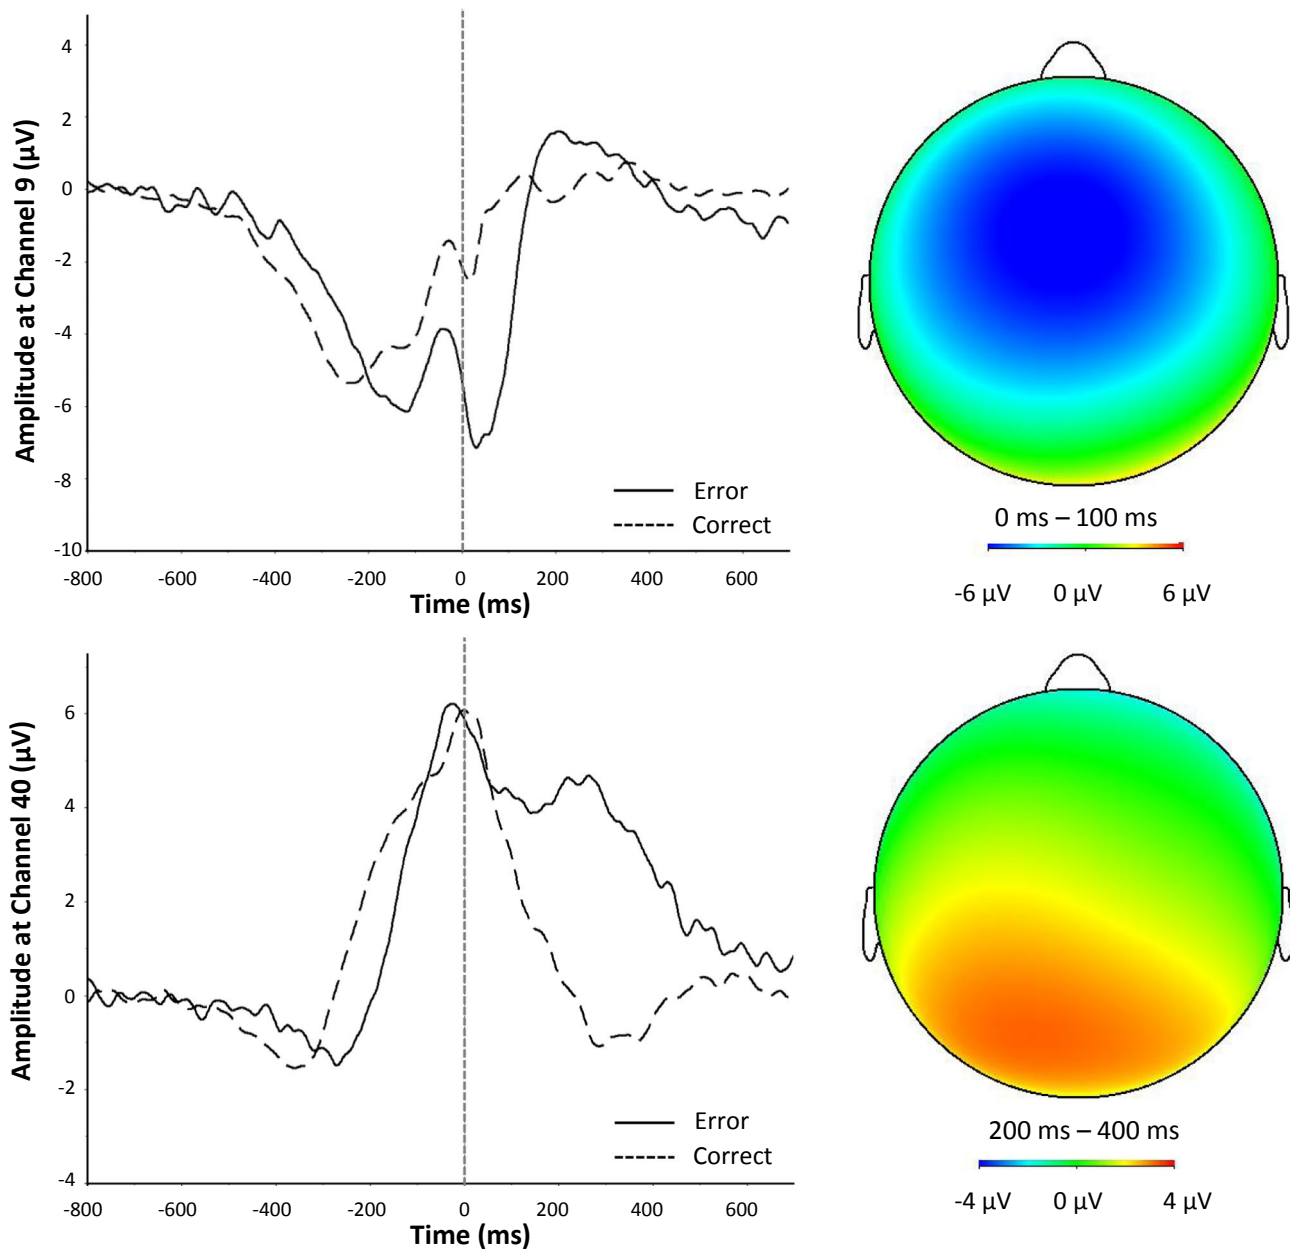 Amplitude at Channel 9 (µV)
4
2
0
-2
-4
-6
-8
-10
-800
-600
-400
-200
0
200
400
600
Time (ms)
Error
Correct
0 ms – 100 ms
-6 µV 0 µV 6 µV
Amplitude at Channel 40 (µV)
6
4
2
0
-2
-4
-800
-600
-400
-200
0
200
400
600
Time (ms)
Error
Correct
200 ms – 400 ms
-4 µV 0 µV 4 µV